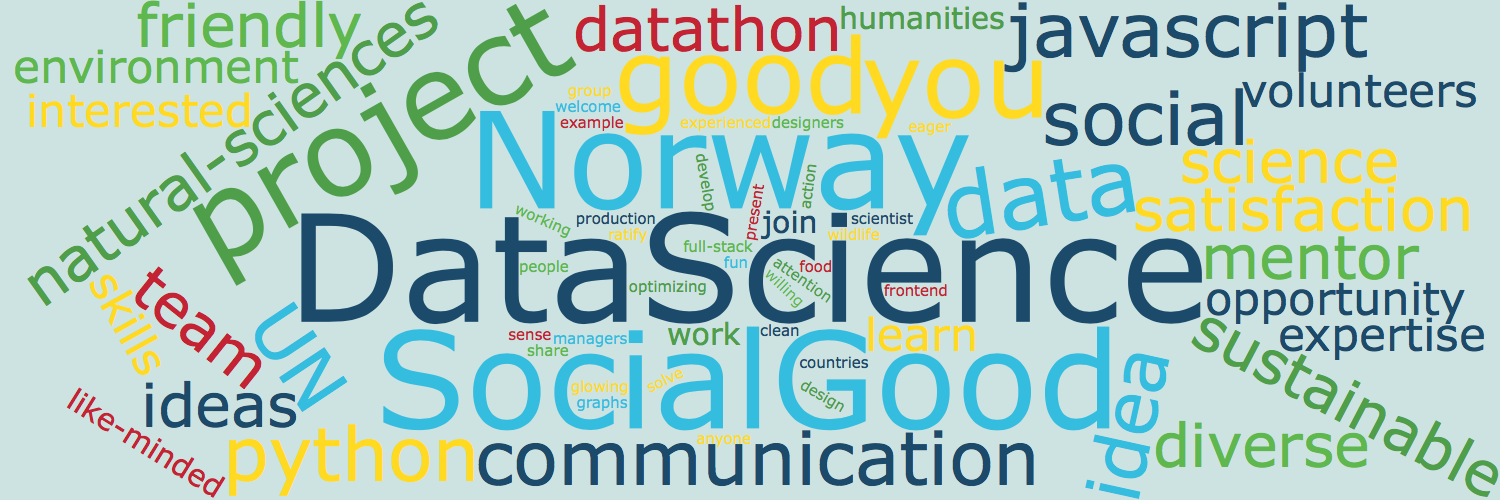 friendly
datathon
humanities
javascript
natural-sciences
project
environment
good
you
group
welcome
interested
example
experienced
designers
eager
social
volunteers
Norway
develop
present
action
data
science
satisfaction
working
production
ratify
join
scientist
wildlife
DataScience
full-stack
fun
people
optimizing
attention
willing
food
frontend
mentor
opportunity
expertise
skills
team
UN
sense
managers
share
work
clean
learn
SocialGood
countries
glowing
solve
graphs
design
sustainable
idea
like-minded
ideas
python
communication
anyone
diverse